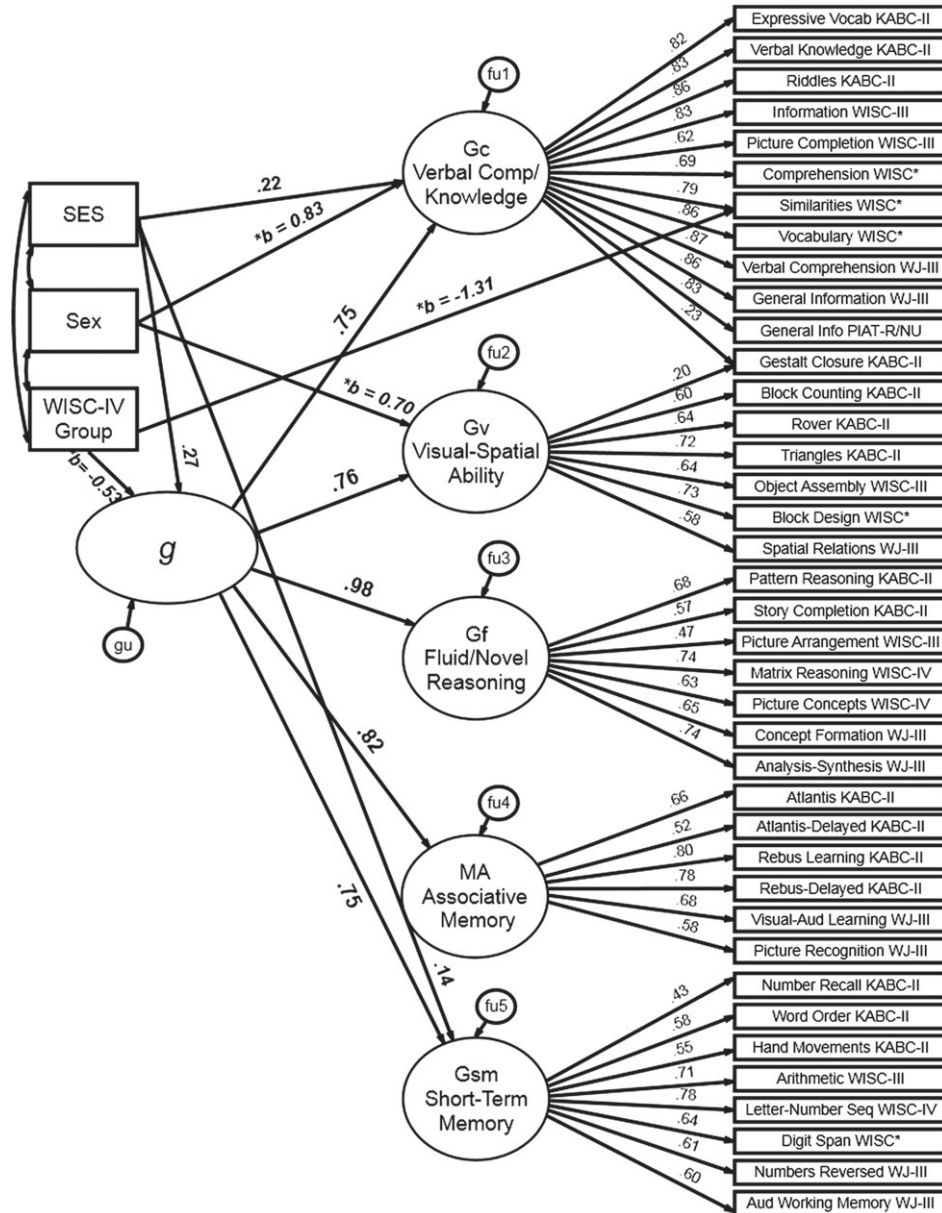 SES
Sex
WISC-IV
Group
g
gu
.22
*b = 0.83
*b = -1.31
.75
*b = 0.70
*b= -0.53
.27
.76
.98
.82
.75
.14
fu1
Gc
Verbal Comp/
Knowledge
fu2
Gv
Visual-Spatial
Ability
fu3
Gf
Fluid/Novel
Reasoning
fu4
MA
Associative
Memory
fu5
Gsm
Short-Term
Memory
.82
.83
.86
.83
.62
.69
.79
.86
.87
.86
.83
.23
Expressive Vocab KABC-II
Verbal Knowledge KABC-II
Riddles KABC-II
Information WISC-III
Picture Completion WISC-III
Comprehension WISC*
Similarities WISC*
Vocabulary WISC*
Verbal Comprehension WJ-III
General Information WJ-III
General Info PIAT-R/NU
Gestalt Closure KABC-II
.20
.60
.64
.72
.64
.73
.58
Block Counting KABC-II
Rover KABC-II
Triangles KABC-II
Object Assembly WISC-III
Block Design WISC*
Spatial Relations WJ-III
.68
.57
.47
.74
.63
.65
.74
Pattern Reasoning KABC-II
Story Completion KABC-II
Picture Arrangement WISC-III
Matrix Reasoning WISC-IV
Picture Concepts WISC-IV
Concept Formation WJ-III
Analysis-Synthesis WJ-III
.66
.52
.80
.78
.68
.58
Atlantis KABC-II
Atlantis-Delayed KABC-II
Rebus Learning KABC-II
Rebus-Delayed KABC-II
Visual-Aud Learning WJ-III
Picture Recognition WJ-III
.43
.58
.55
.71
.78
.64
.61
.60
Number Recall KABC-II
Word Order KABC-II
Hand Movements KABC-II
Arithmetic WISC-III
Letter-Number Seq WISC-IV
Digit Span WISC*
Numbers Reversed WJ-III
Aud Working Memory WJ-III